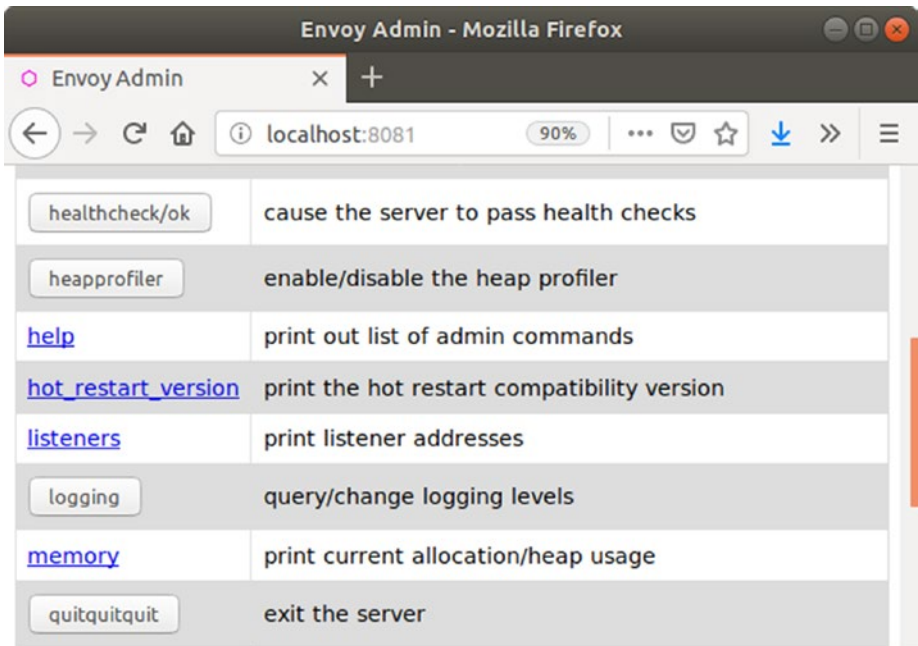 Envoy Admin - Mozilla Firefox
Envoy Admin
localhost:8081 90%
healthcheck/ok cause the server to pass health checks
heapprofiler enable/disable the heap profiler
help print out list of admin commands
hot_restart_version print the hot restart compatibility version
listeners print listener addresses
logging query/change logging levels
memory print current allocation/heap usage
quitquitquit exit the server